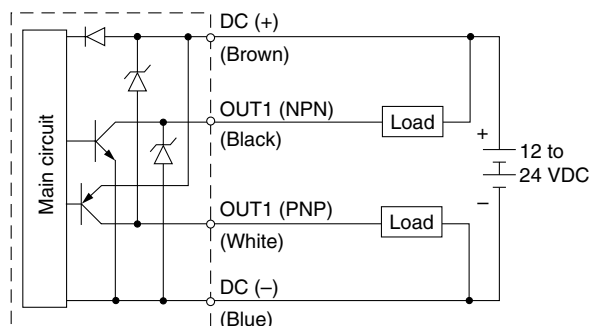 DC (+)
(Brown)
Main circuit
OUT1 (NPN)
(Black)
Load
+
12 to
24 VDC
–
OUT1 (PNP)
(White)
Load
DC (–)
(Blue)